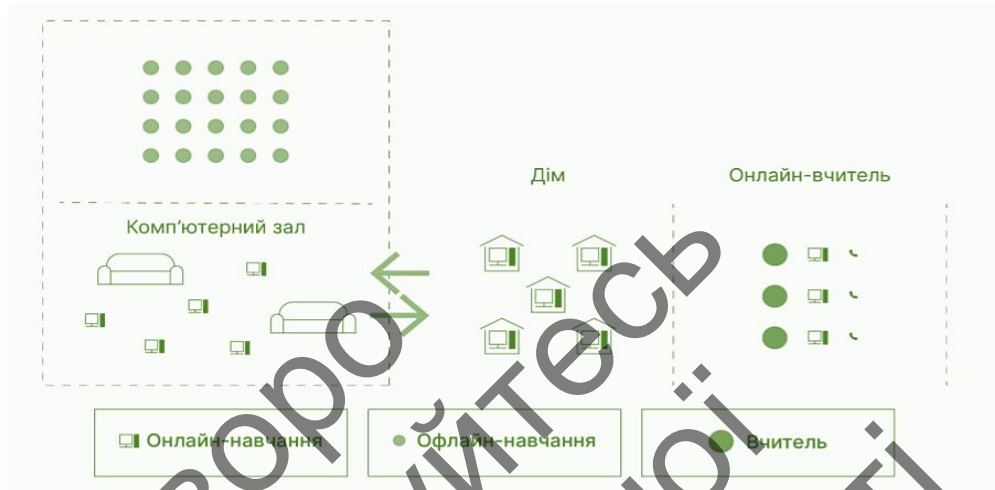 Дім
Онлайн-вчитель
Комп'ютерний зал
Онлайн-навчання
Офлайн-навчання
Вчитель